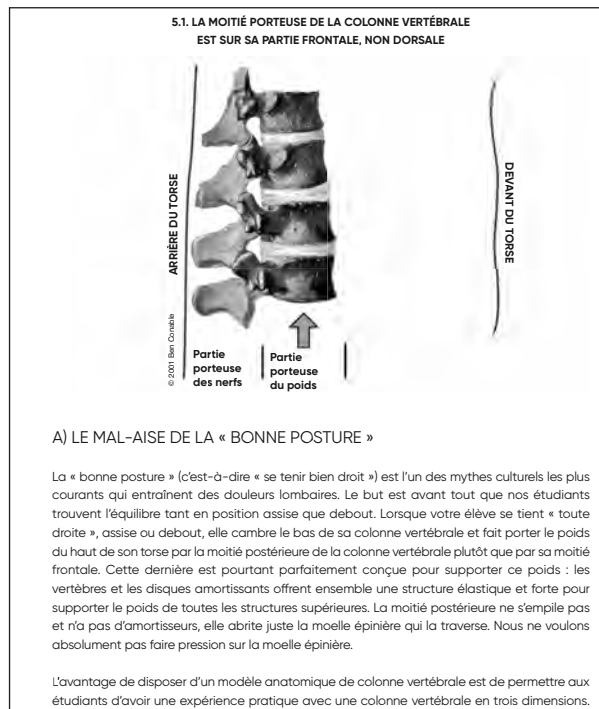 5.1. LA MOITIÉ PORTEUSE DE LA COLONNE VERTÉBRALE
EST SUR SA PARTIE FRONTALE, NON DORSALE
ARRIÈRE DU TORSE
DEVANT DU TORSE
© 2001 Ben Conable
Partie
porteuse
des nerfs
Partie
porteuse
du poids
A) LE MAL-AISE DE LA « BONNE POSTURE »
La « bonne posture » (c'est-à-dire « se tenir bien droit ») est l'un des mythes culturels les plus
courants qui entraînent des douleurs lombaires. Le but est avant tout que nos étudiants
trouvent l'équilibre tant en position assise que debout. Lorsque votre élève se tient « toute
droite », assise ou debout, elle cambre le bas de sa colonne vertébrale et fait porter le poids
du haut de son torse par la moitié postérieure de la colonne vertébrale plutôt que par sa moitié
frontale. Cette dernière est pourtant parfaitement conçue pour supporter ce poids : les
vertèbres et les disques amortissants offrent ensemble une structure élastique et forte pour
supporter le poids de toutes les structures supérieures. La moitié postérieure ne s'empile pas
et n'a pas d'amortisseurs, elle abrite juste la moelle épinière qui la traverse. Nous ne voulons
absolument pas faire pression sur la moelle épinière.
L'avantage de disposer d'un modèle anatomique de colonne vertébrale est de permettre aux
étudiants d'avoir une expérience pratique avec une colonne vertébrale en trois dimensions.